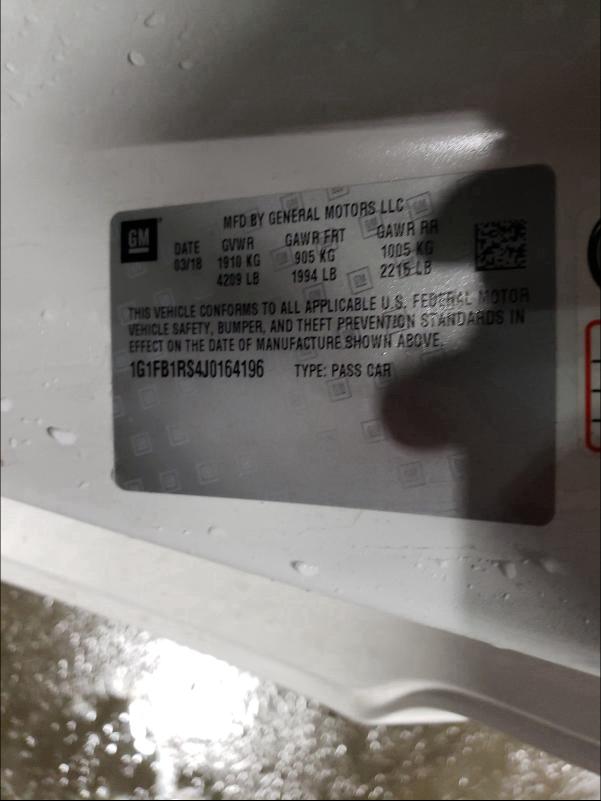 GM
MFD BY GENERAL MOTORS LLC
DATE GVWR GAWR FRT GAWR RR
03/18 1910 KG 905 KG 1005 KG
4209 LB 1994 LB 2215 LB
THIS VEHICLE CONFORMS TO ALL APPLICABLE U.S. FEDERAL MOTOR
VEHICLE SAFETY, BUMPER, AND THEFT PREVENTION STANDARDS IN
EFFECT ON THE DATE OF MANUFACTURE SHOWN ABOVE.
1G1FB1RS4J0164196 TYPE: PASS CAR